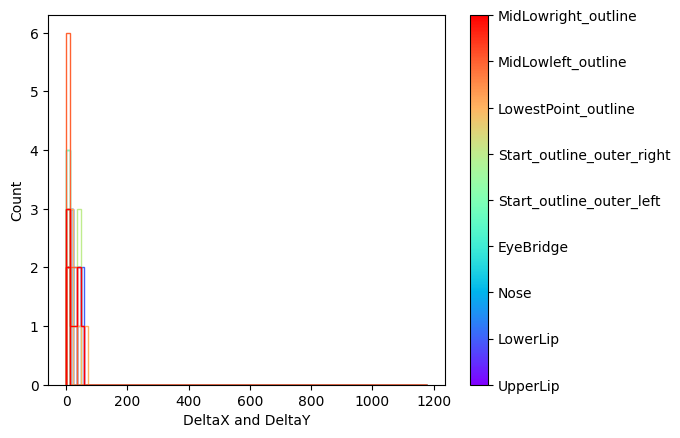 6
5
4
3
2
1
0
Count
0 200 400 600 800 1000 1200
DeltaX and DeltaY
MidLowright_outline
MidLowleft_outline
LowestPoint_outline
Start_outline_outer_right
Start_outline_outer_left
EyeBridge
Nose
LowerLip
UpperLip